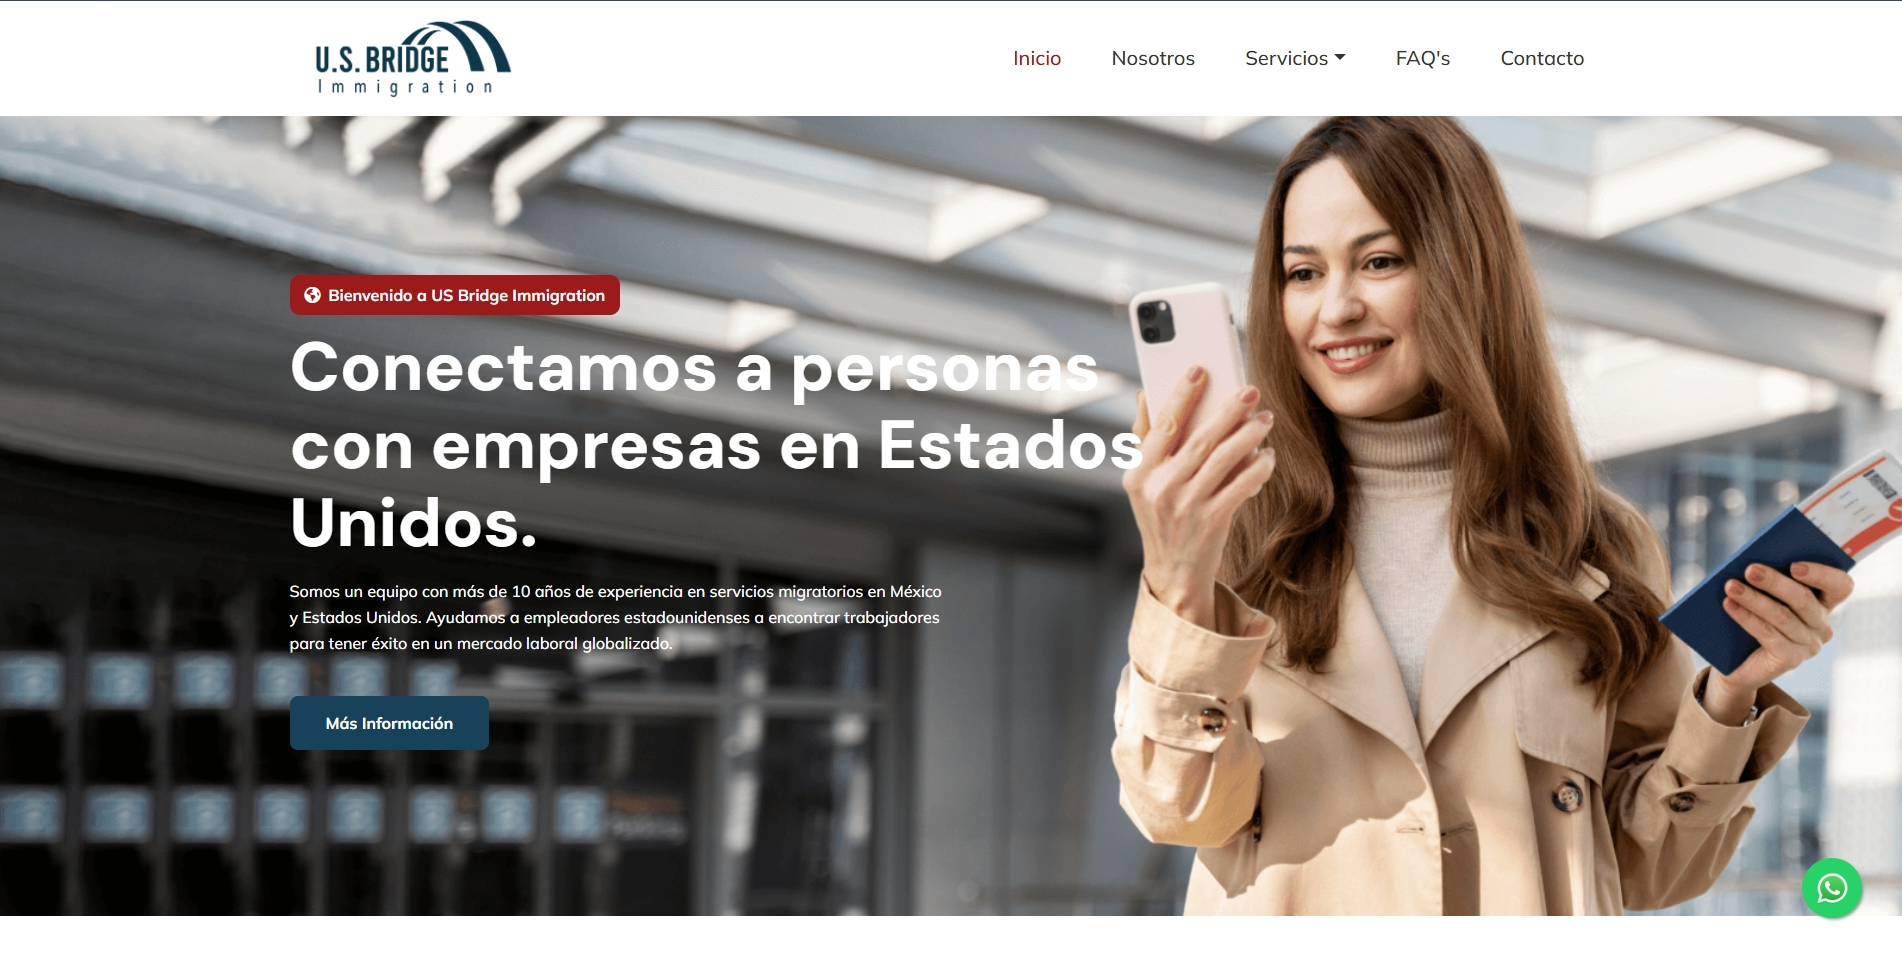 U.S. BRIDGE
Immigration
Inicio
Nosotros
Servicios
FAQ's
Contacto
Bienvenido a US Bridge Immigration
Conectamos a personas
con empresas en Estados
Unidos.
Somos un equipo con más de 10 años de experiencia en servicios migratorios en México
y Estados Unidos. Ayudamos a empleadores estadounidenses a encontrar trabajadores
para tener éxito en un mercado laboral globalizado.
Más Información